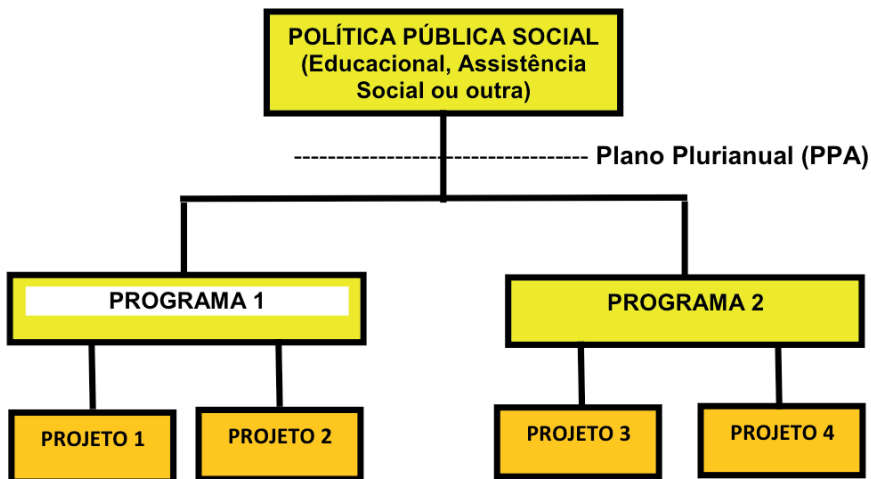 POLÍTICA PÚBLICA SOCIAL
(Educacional, Assistência
Social ou outra)
Plano Plurianual (PPA)
PROGRAMA 1
PROGRAMA 2
PROJETO 1
PROJETO 2
PROJETO 3
PROJETO 4